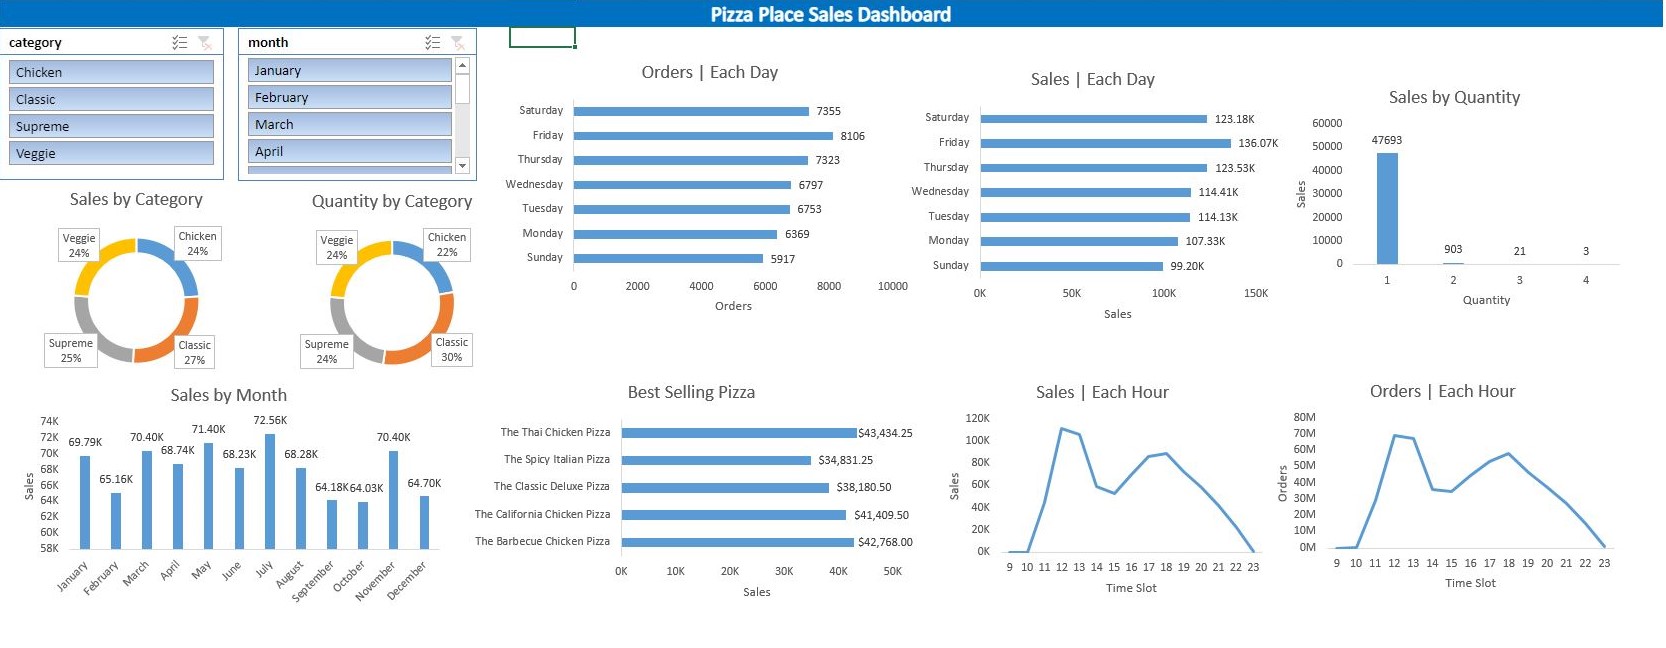 Pizza Place Sales Dashboard
category
Chicken
Classic
Supreme
Veggie
month
January
February
March
April
Sales by Category
Veggie
24%
Chicken
24%
Supreme
25%
Classic
27%
Quantity by Category
Veggie
24%
Chicken
22%
Supreme
24%
Classic
30%
Orders | Each Day
Saturday 7355
Friday 8106
Thursday 7323
Wednesday 6797
Tuesday 6753
Monday 6369
Sunday 5917
0 2000 4000 6000 8000 10000
Orders
Sales | Each Day
Saturday 123.18K
Friday 136.07K
Thursday 123.53K
Wednesday 114.41K
Tuesday 114.13K
Monday 107.33K
Sunday 99.20K
0K 50K 100K 150K
Sales
Sales by Quantity
Sales
60000
50000
40000
30000
20000
10000
0
47693
903
21
3
1 2 3 4
Quantity
Sales by Month
Sales
74K
72K
70K
68K
66K
64K
62K
60K
58K
69.79K
65.16K
70.40K
68.74K
71.40K
68.23K
72.56K
68.28K
64.18K
64.03K
70.40K
64.70K
January
February
March
April
May
June
July
August
September
October
November
December
Best Selling Pizza
The Thai Chicken Pizza $43,434.25
The Spicy Italian Pizza $34,831.25
The Classic Deluxe Pizza $38,180.50
The California Chicken Pizza $41,409.50
The Barbecue Chicken Pizza $42,768.00
0K 10K 20K 30K 40K 50K
Sales
Sales | Each Hour
Sales
120K
100K
80K
60K
40K
20K
0K
9 10 11 12 13 14 15 16 17 18 19 20 21 22 23
Time Slot
Orders | Each Hour
Orders
80M
70M
60M
50M
40M
30M
20M
10M
0M
9 10 11 12 13 14 15 16 17 18 19 20 21 22 23
Time Slot